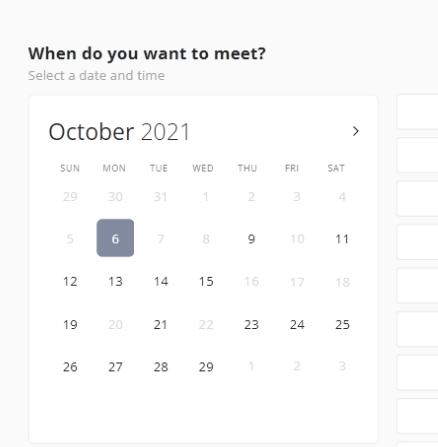 When do you want to meet?
Select a date and time
October 2021
SUN MON TUE WED THU FRI SAT
29 30 31 1 2 3 4
5 6 7 8 9 10 11
12 13 14 15 16 17 18
19 20 21 22 23 24 25
26 27 28 29 1 2 3